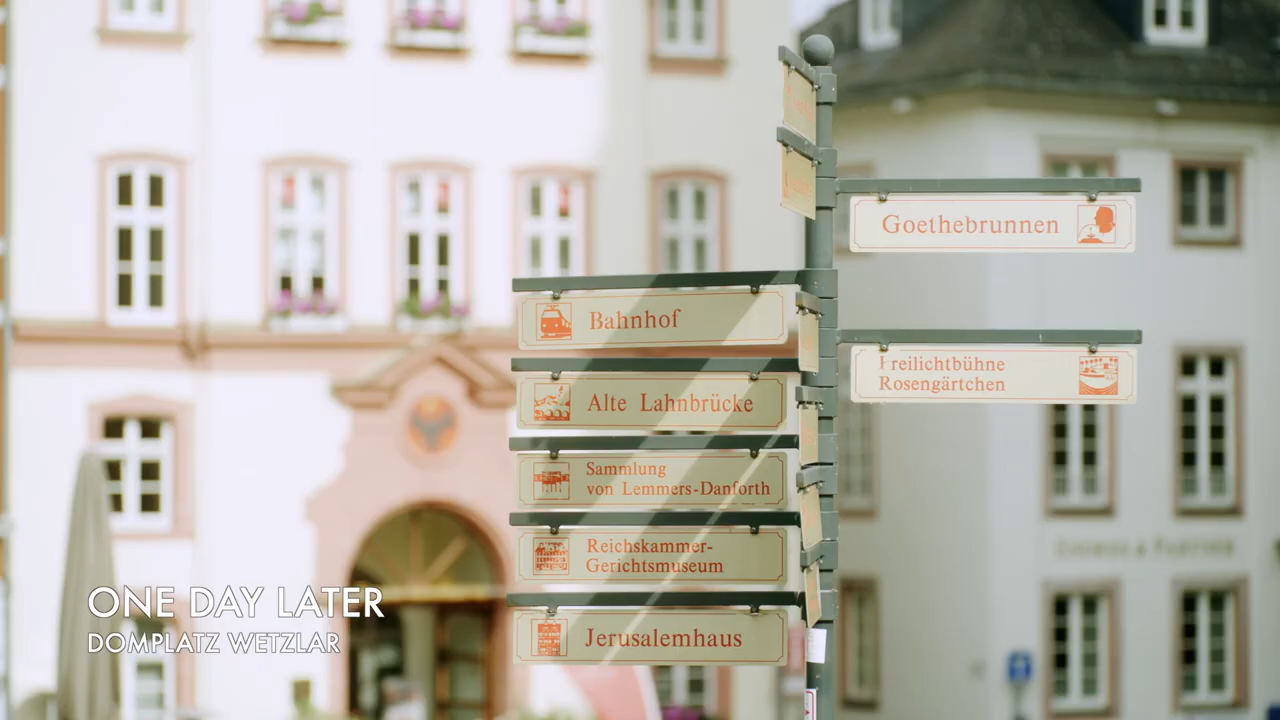 Goethebrunnen
Bahnhof
Freilichtbühne
Rosengärtchen
Alte Lahnbrücke
Sammlung
von Lemmers-Danforth
Reichskammer-
Gerichtsmuseum
Jerusalemhaus
ONE DAY LATER
DOMPLATZ WETZLAR